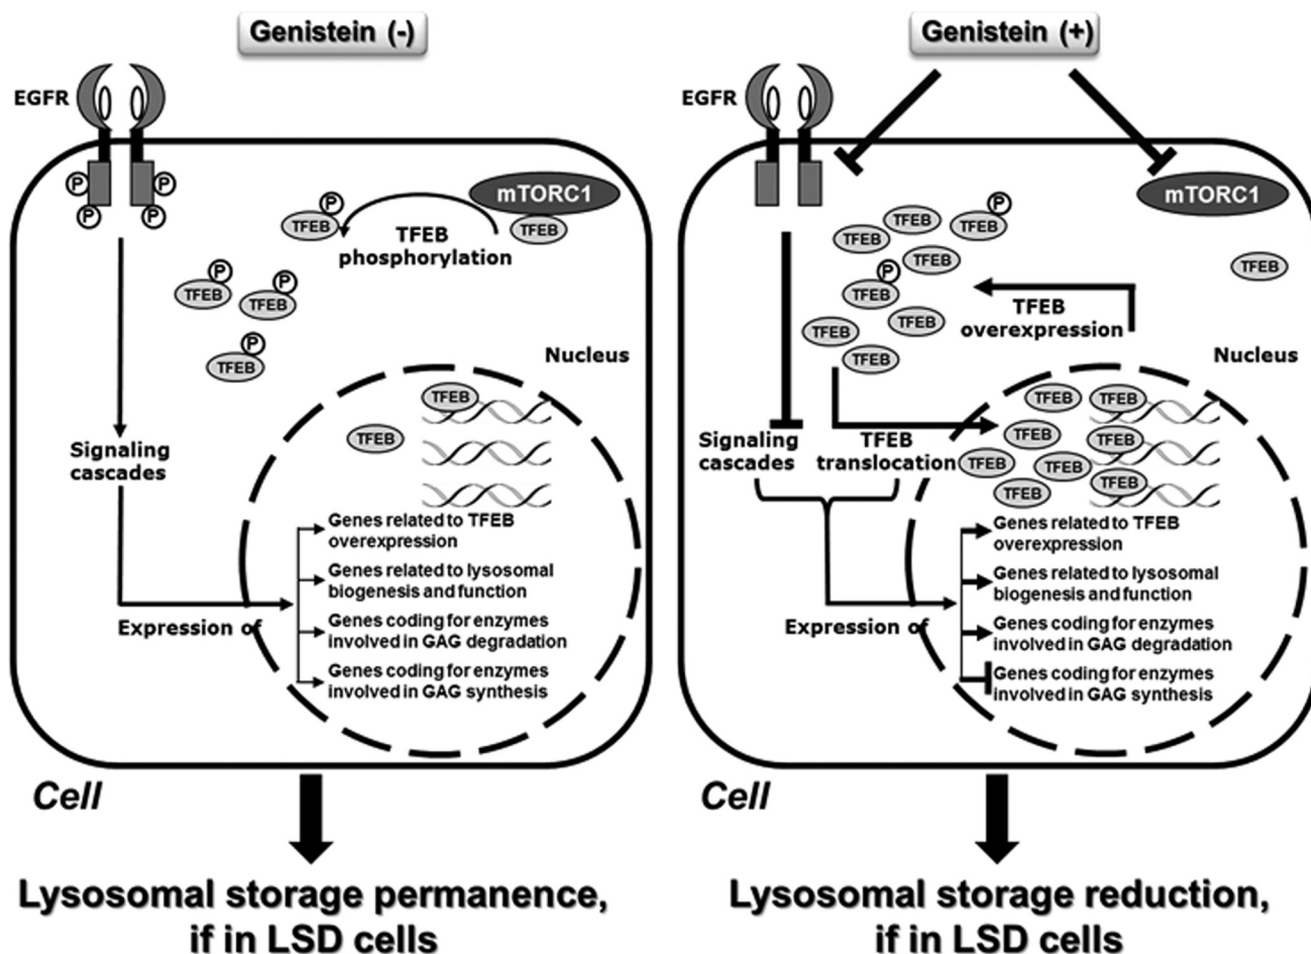 Genistein (-)
EGFR
P
P
P
P
mTORC1
TFEB
P
TFEB
TFEB
phosphorylation
P
TFEB
P
TFEB
P
TFEB
Nucleus
TFEB
TFEB
Signaling
cascades
Expression of
Genes related to TFEB
overexpression
Genes related to lysosomal
biogenesis and function
Genes coding for enzymes
involved in GAG degradation
Genes coding for enzymes
involved in GAG synthesis
Cell
Lysosomal storage permanence,
if in LSD cells
Genistein (+)
EGFR
mTORC1
TFEB
P
TFEB
TFEB
TFEB
TFEB
P
TFEB
TFEB
TFEB
TFEB
TFEB
overexpression
Nucleus
Signaling
cascades
TFEB
translocation
TFEB
TFEB
TFEB
TFEB
TFEB
TFEB
TFEB
TFEB
Expression of
Genes related to TFEB
overexpression
Genes related to lysosomal
biogenesis and function
Genes coding for enzymes
involved in GAG degradation
Genes coding for enzymes
involved in GAG synthesis
Cell
Lysosomal storage reduction,
if in LSD cells